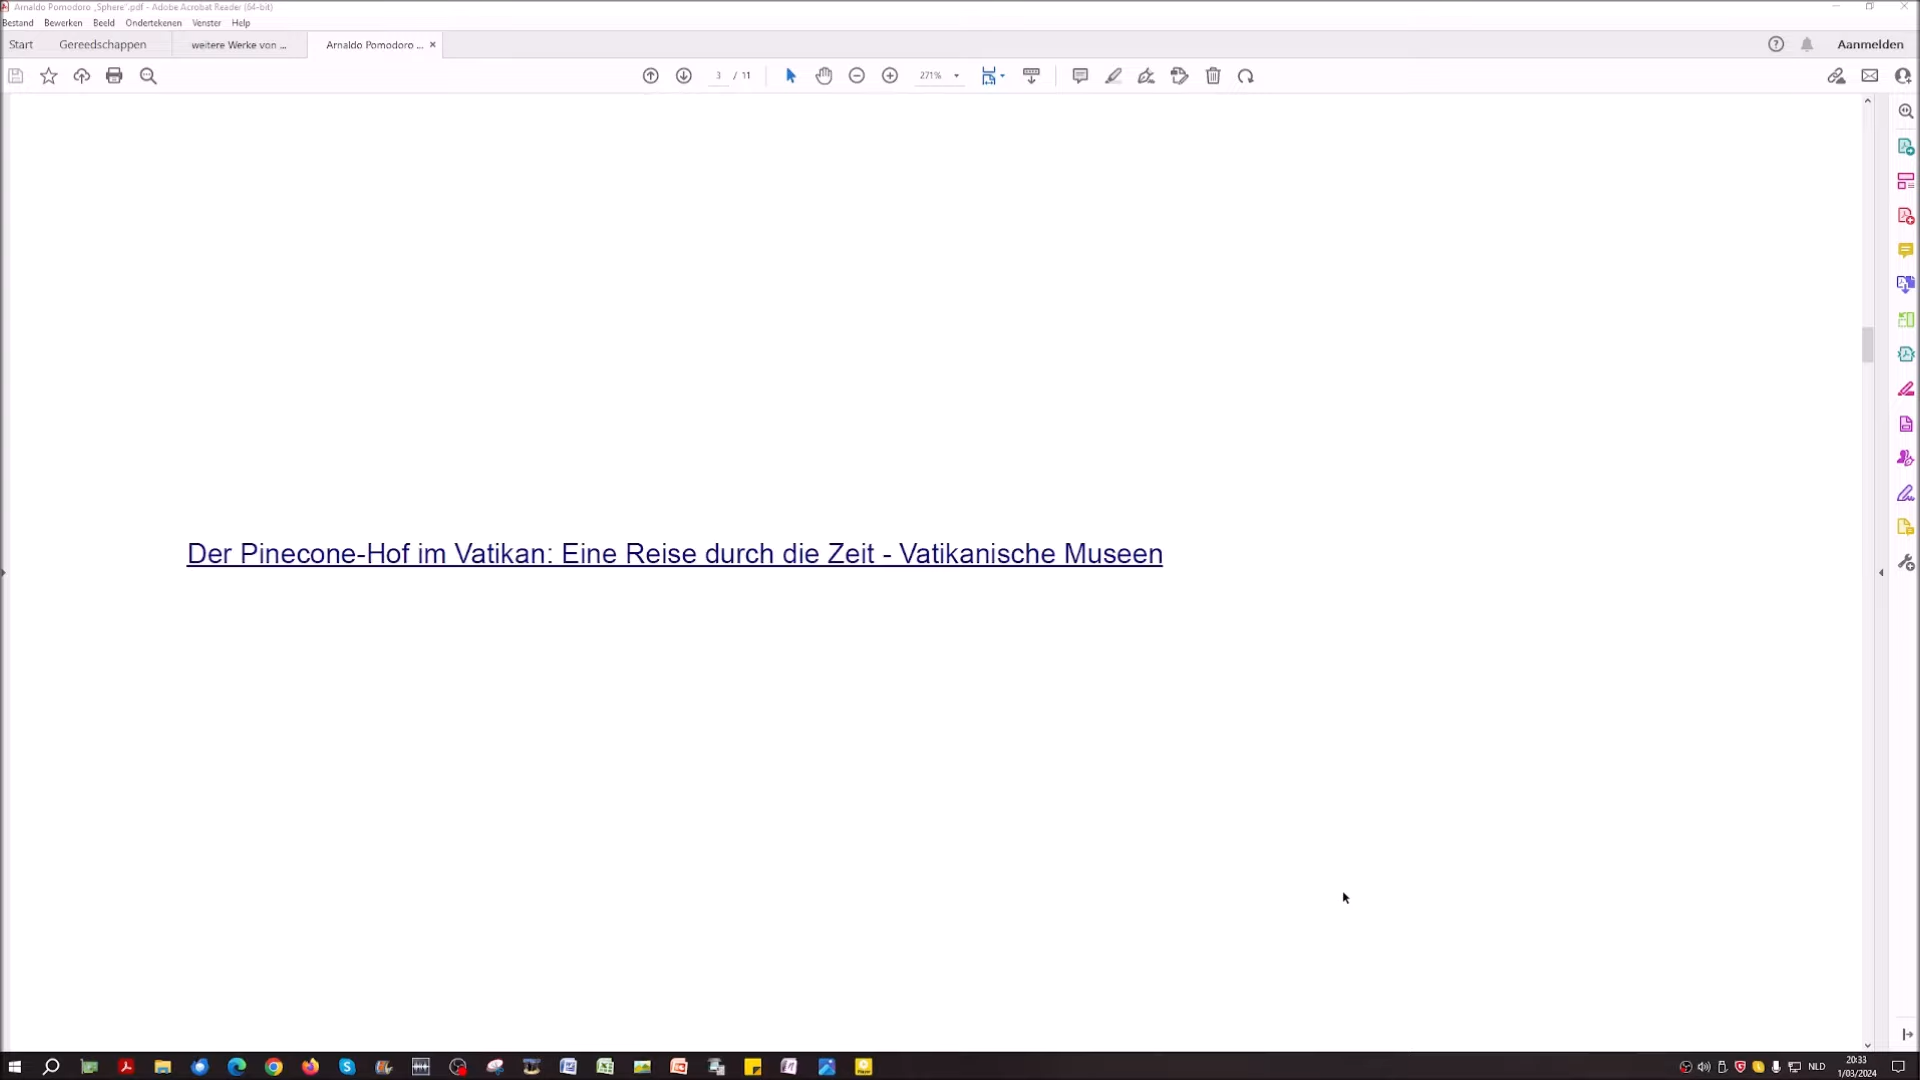 Arnaldo Pomodoro „Sphere“.pdf - Adobe Acrobat Reader (64-bit)
Bestand Bewerken Beeld Ondertekenen Venster Help
Start Gereedschappen weitere Werke von ... Arnaldo Pomodoro ... × Aanmelden
3 / 11 271%
Der Pinecone-Hof im Vatikan: Eine Reise durch die Zeit - Vatikanische Museen
20:33
NLD
1/03/2024